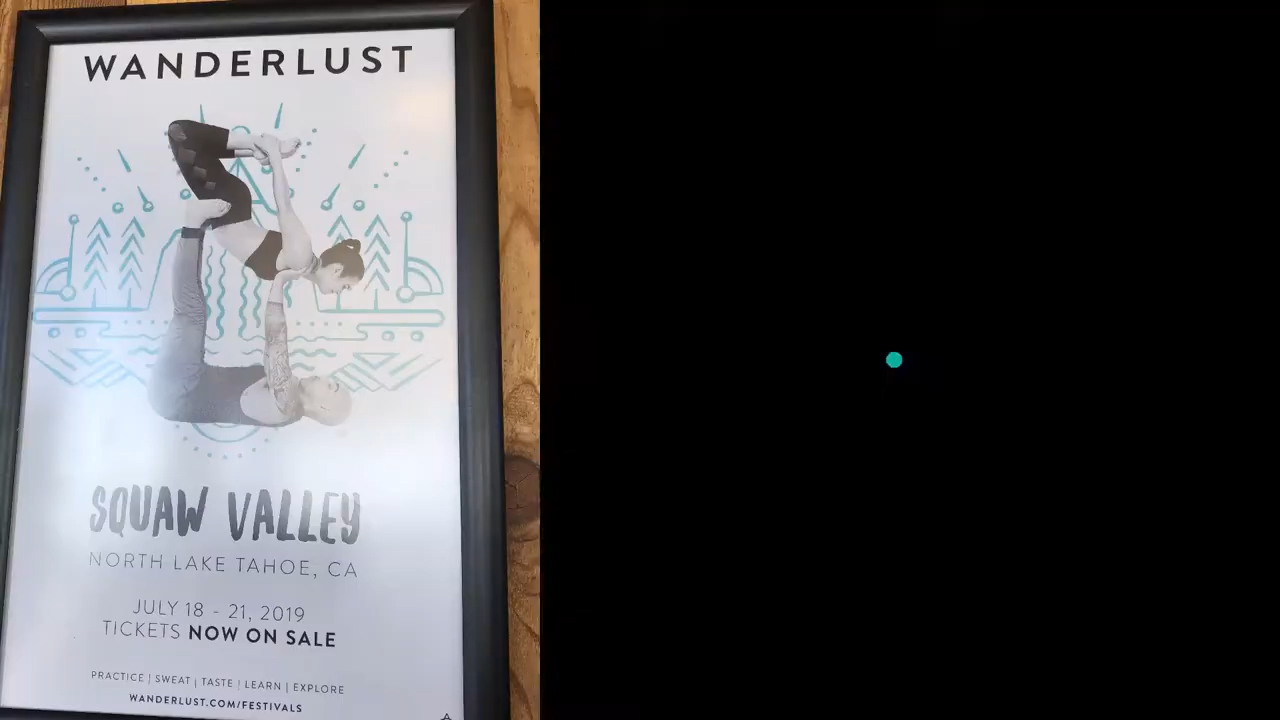 WANDERLUST
SQUAW VALLEY
NORTH LAKE TAHOE, CA
JULY 18 - 21, 2019
TICKETS NOW ON SALE
PRACTICE | SWEAT | TASTE | LEARN | EXPLORE
WANDERLUST.COM/FESTIVALS